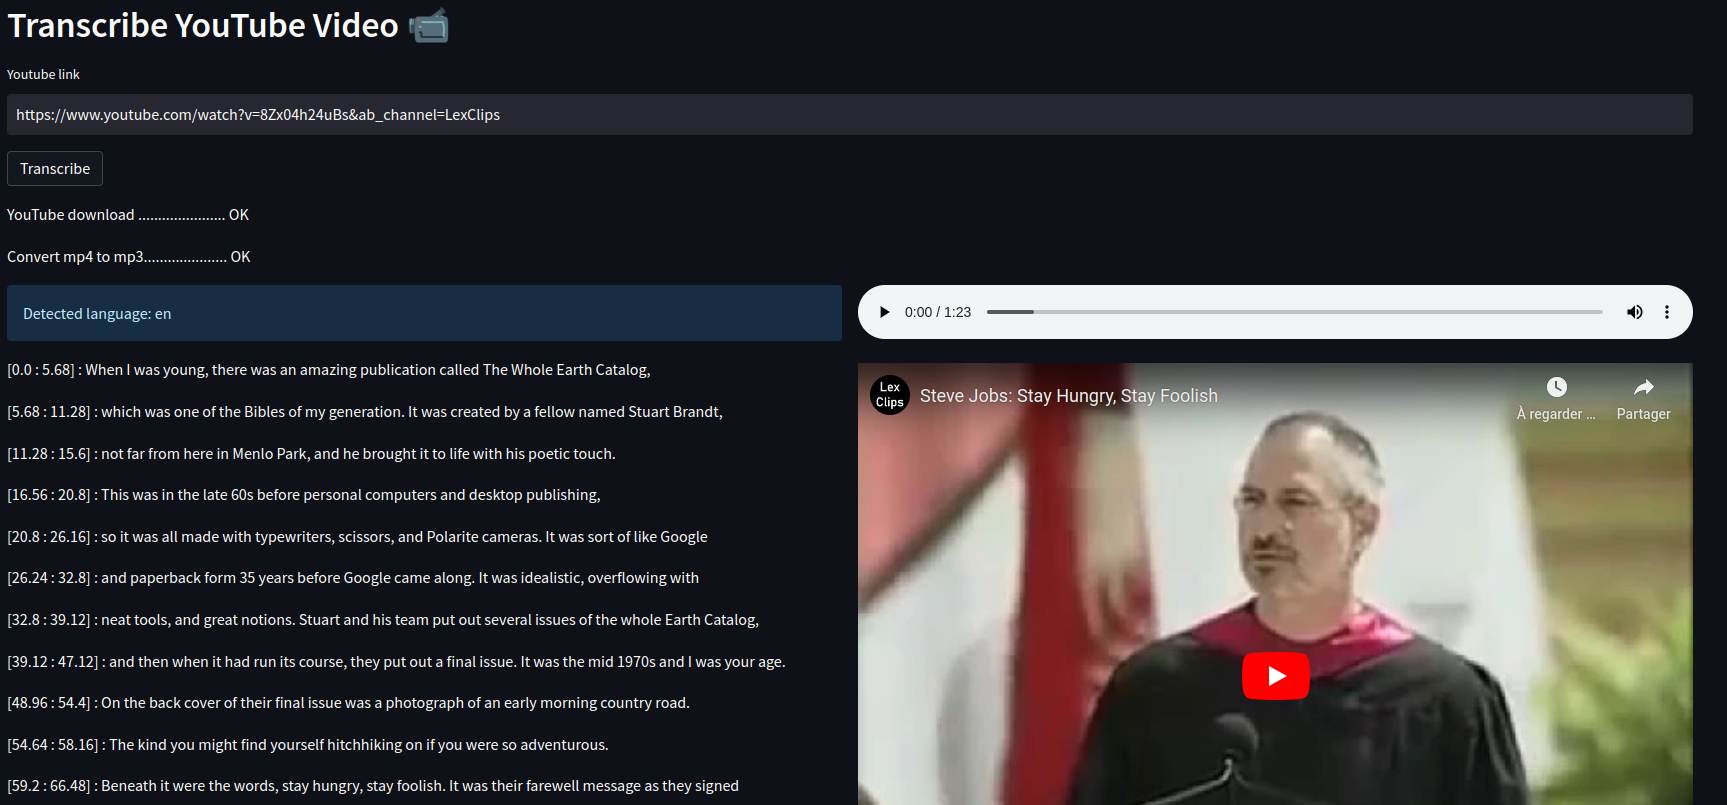 Transcribe YouTube Video
Youtube link
https://www.youtube.com/watch?v=8Zx04h24uBs&ab_channel=LexClips
Transcribe
YouTube download ...................... OK
Convert mp4 to mp3..................... OK
Detected language: en
0:00 / 1:23
[0.0 : 5.68] : When I was young, there was an amazing publication called The Whole Earth Catalog,
[5.68 : 11.28] : which was one of the Bibles of my generation. It was created by a fellow named Stuart Brandt,
[11.28 : 15.6] : not far from here in Menlo Park, and he brought it to life with his poetic touch.
[16.56 : 20.8] : This was in the late 60s before personal computers and desktop publishing,
[20.8 : 26.16] : so it was all made with typewriters, scissors, and Polarite cameras. It was sort of like Google
[26.24 : 32.8] : and paperback form 35 years before Google came along. It was idealistic, overflowing with
[32.8 : 39.12] : neat tools, and great notions. Stuart and his team put out several issues of the whole Earth Catalog,
[39.12 : 47.12] : and then when it had run its course, they put out a final issue. It was the mid 1970s and I was your age.
[48.96 : 54.4] : On the back cover of their final issue was a photograph of an early morning country road.
[54.64 : 58.16] : The kind you might find yourself hitchhiking on if you were so adventurous.
[59.2 : 66.48] : Beneath it were the words, stay hungry, stay foolish. It was their farewell message as they signed
Lex
Clips
Steve Jobs: Stay Hungry, Stay Foolish
À regarder ...
Partager